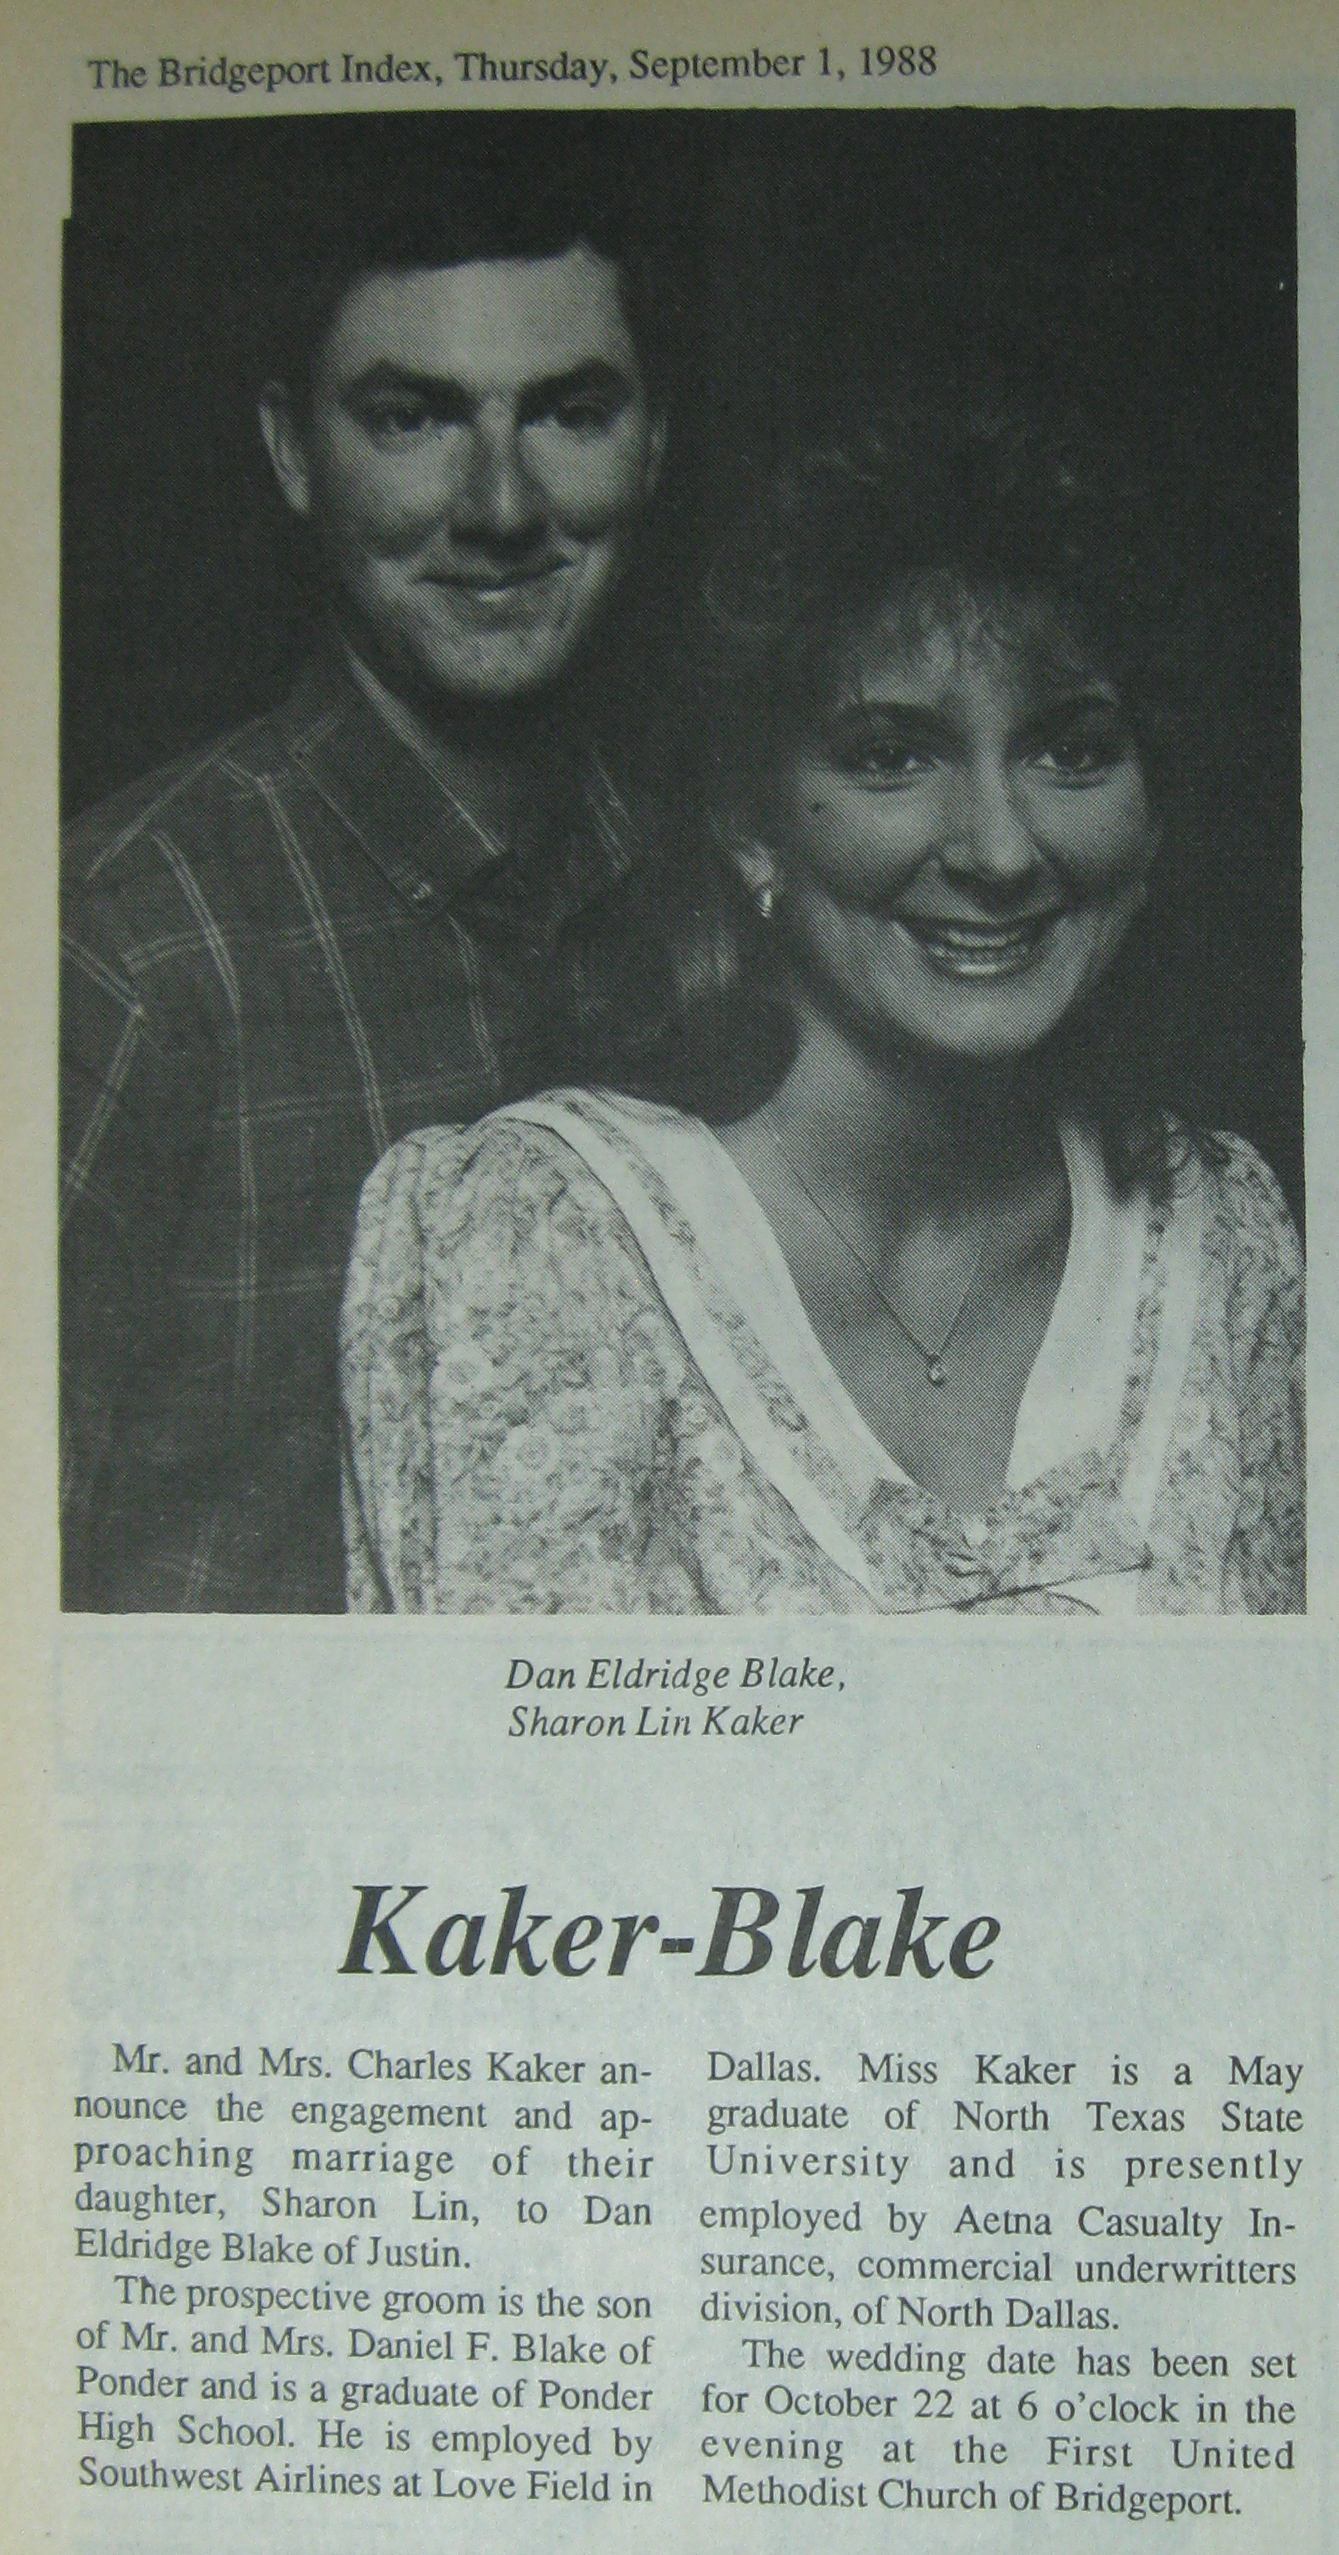 The Bridgeport Index, Thursday, September 1, 1988
Dan Eldridge Blake,
Sharon Lin Kaker
Kaker-Blake
Mr. and Mrs. Charles Kaker an-
nounce the engagement and ap-
proaching marriage of their
daughter, Sharon Lin, to Dan
Eldridge Blake of Justin.
The prospective groom is the son
of Mr. and Mrs. Daniel F. Blake of
Ponder and is a graduate of Ponder
High School. He is employed by
Southwest Airlines at Love Field in
Dallas. Miss Kaker is a May
graduate of North Texas State
University and is presently
employed by Aetna Casualty In-
surance, commercial underwritters
division, of North Dallas.
The wedding date has been set
for October 22 at 6 o'clock in the
evening at the First United
Methodist Church of Bridgeport.